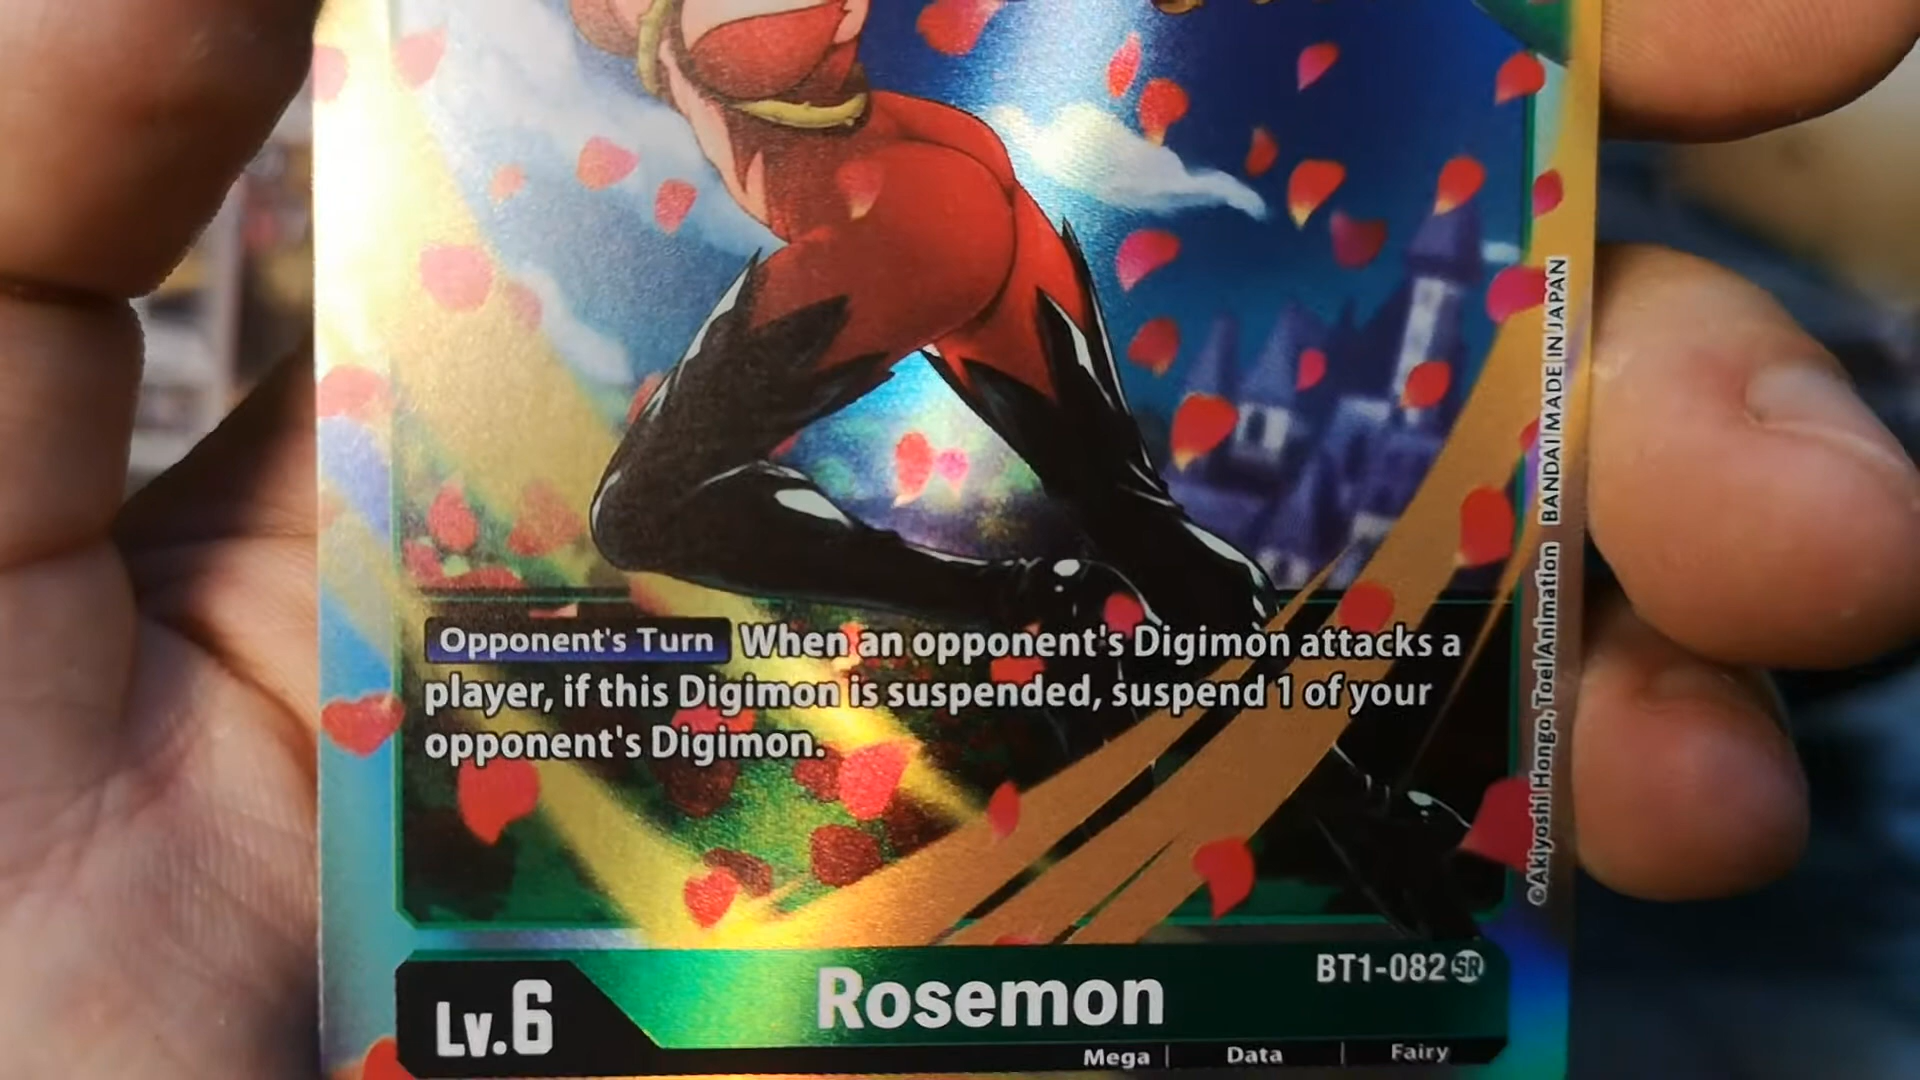 Opponent's Turn When an opponent's Digimon attacks a
player, if this Digimon is suspended, suspend 1 of your
opponent's Digimon.
©Akiyoshi Hongo, Toei Animation BANDAI MADE IN JAPAN
BT1-082 SR
Lv.6 Rosemon
Mega | Data | Fairy